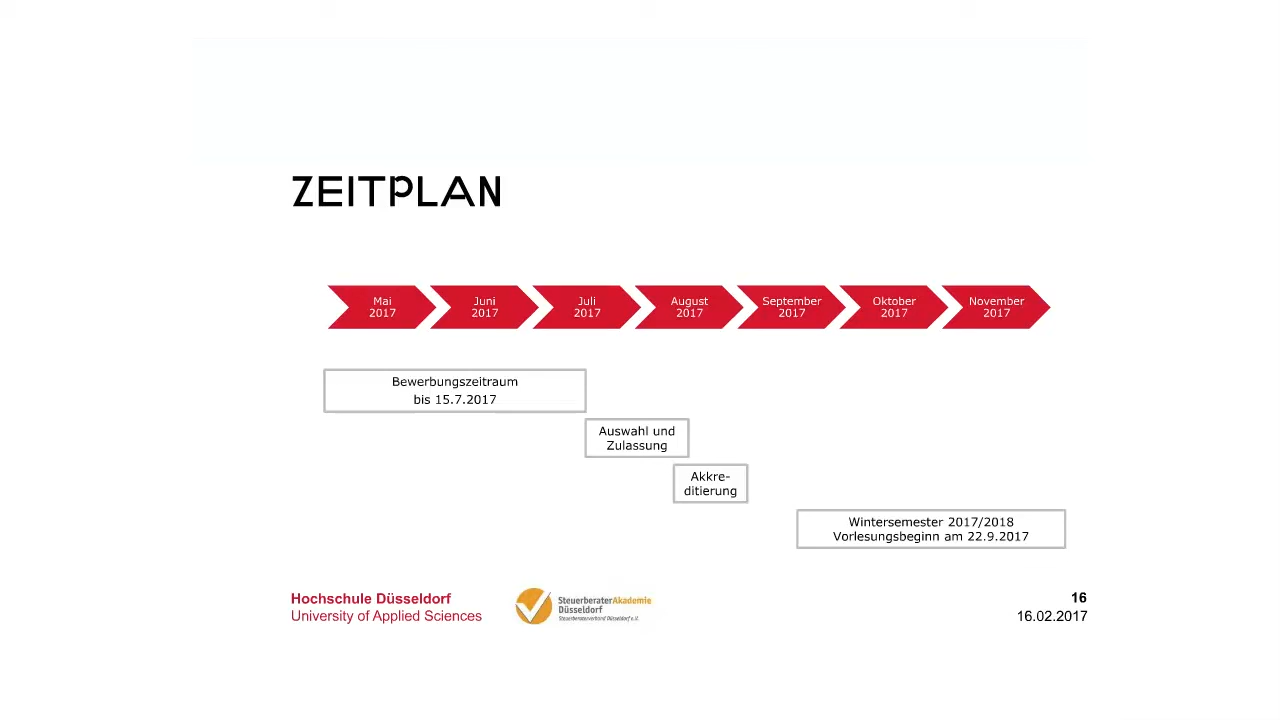 ZEITPLAN
Mai
2017
Juni
2017
Juli
2017
August
2017
September
2017
Oktober
2017
November
2017
Bewerbungszeitraum
bis 15.7.2017
Auswahl und
Zulassung
Akkre-
ditierung
Wintersemester 2017/2018
Vorlesungsbeginn am 22.9.2017
Hochschule Düsseldorf
University of Applied Sciences
SteuerberaterAkademie
Düsseldorf
Steuerberaterverband Düsseldorf e.V.
16
16.02.2017